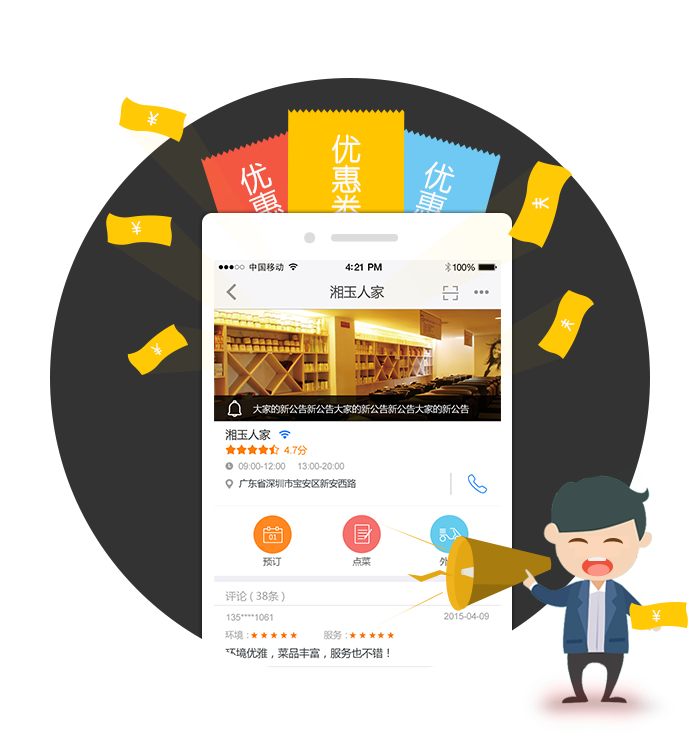 ¥
优惠
优惠券
优惠
¥
¥
¥
¥
¥
中国移动
4:21 PM
100%
湘玉人家
大家的新公告新公告大家的新公告新公告大家的新公告
湘玉人家
4.7分
09:00-12:00 13:00-20:00
广东省深圳市宝安区新安西路
01
预订
点菜
外
评论 ( 38条 )
135****1061
2015-04-09
环境 :
服务 :
环境优雅，菜品丰富，服务也不错！
¥